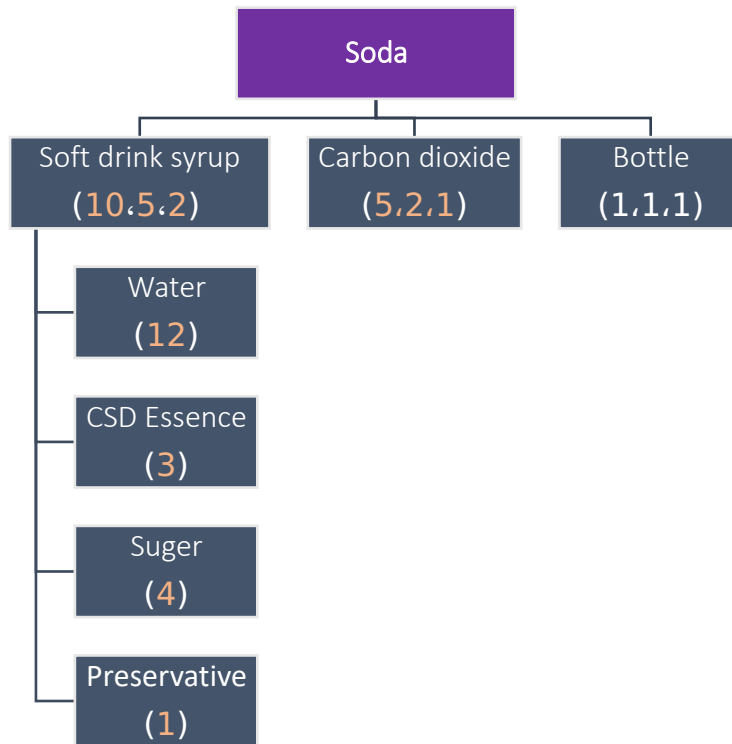 Soda
Soft drink syrup
(10،5،2)
Carbon dioxide
(5،2،1)
Bottle
(1،1،1)
Water
(12)
CSD Essence
(3)
Suger
(4)
Preservative
(1)